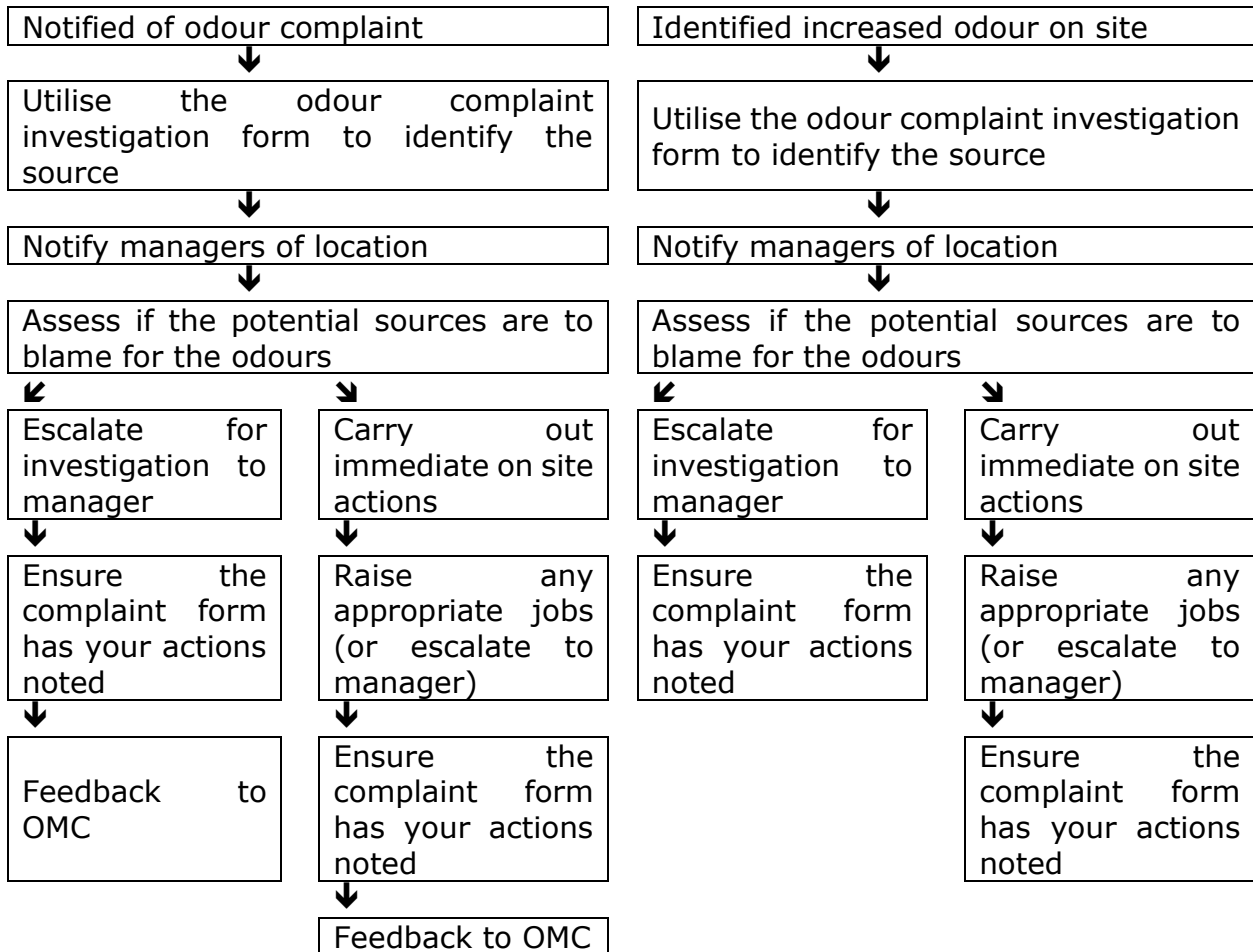 Notified of odour complaint
Utilise the odour complaint
investigation form to identify the
source
Notify managers of location
Assess if the potential sources are to
blame for the odours
Escalate for
investigation to
manager
Ensure the
complaint form
has your actions
noted
Feedback to
OMC
Carry out
immediate on site
actions
Raise any
appropriate jobs
(or escalate to
manager)
Ensure the
complaint form
has your actions
noted
Feedback to OMC
Identified increased odour on site
Utilise the odour complaint investigation
form to identify the source
Notify managers of location
Assess if the potential sources are to
blame for the odours
Escalate for
investigation to
manager
Ensure the
complaint form
has your actions
noted
Carry out
immediate on site
actions
Raise any
appropriate jobs
(or escalate to
manager)
Ensure the
complaint form
has your actions
noted